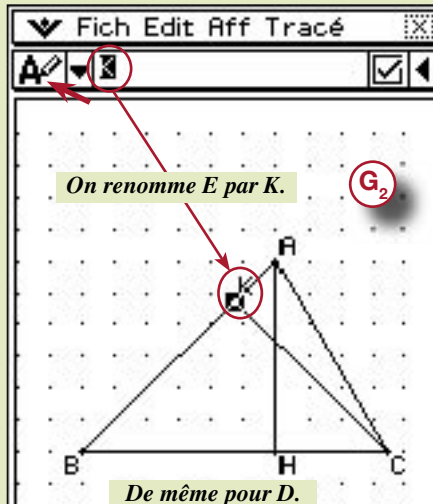 Fich Edit Aff Tracé
A K
On renomme E par K.
G2
A
K
B H C
De même pour D.